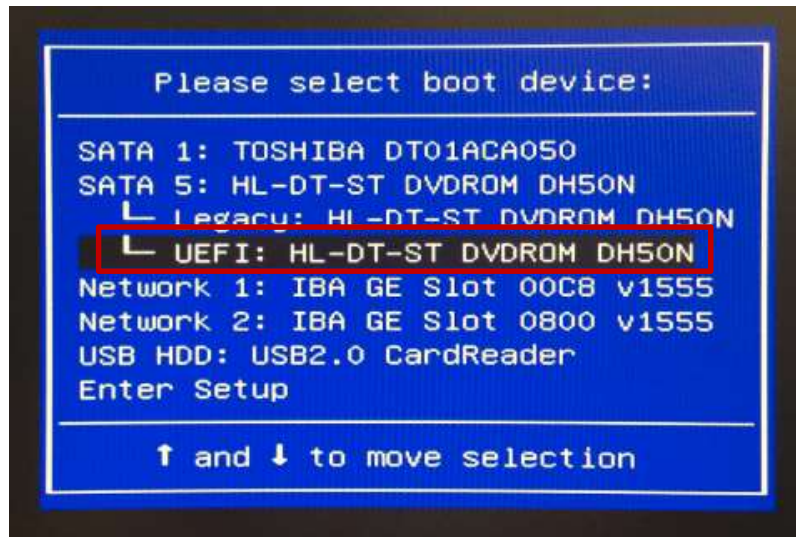 Please select boot device:
SATA 1: TOSHIBA DT01ACA050
SATA 5: HL-DT-ST DVDROM DH50N
└─ Legacy: HL-DT-ST DVDROM DH50N
└─ UEFI: HL-DT-ST DVDROM DH50N
Network 1: IBA GE Slot 00C8 v1555
Network 2: IBA GE Slot 0800 v1555
USB HDD: USB2.0 CardReader
Enter Setup
↑ and ↓ to move selection